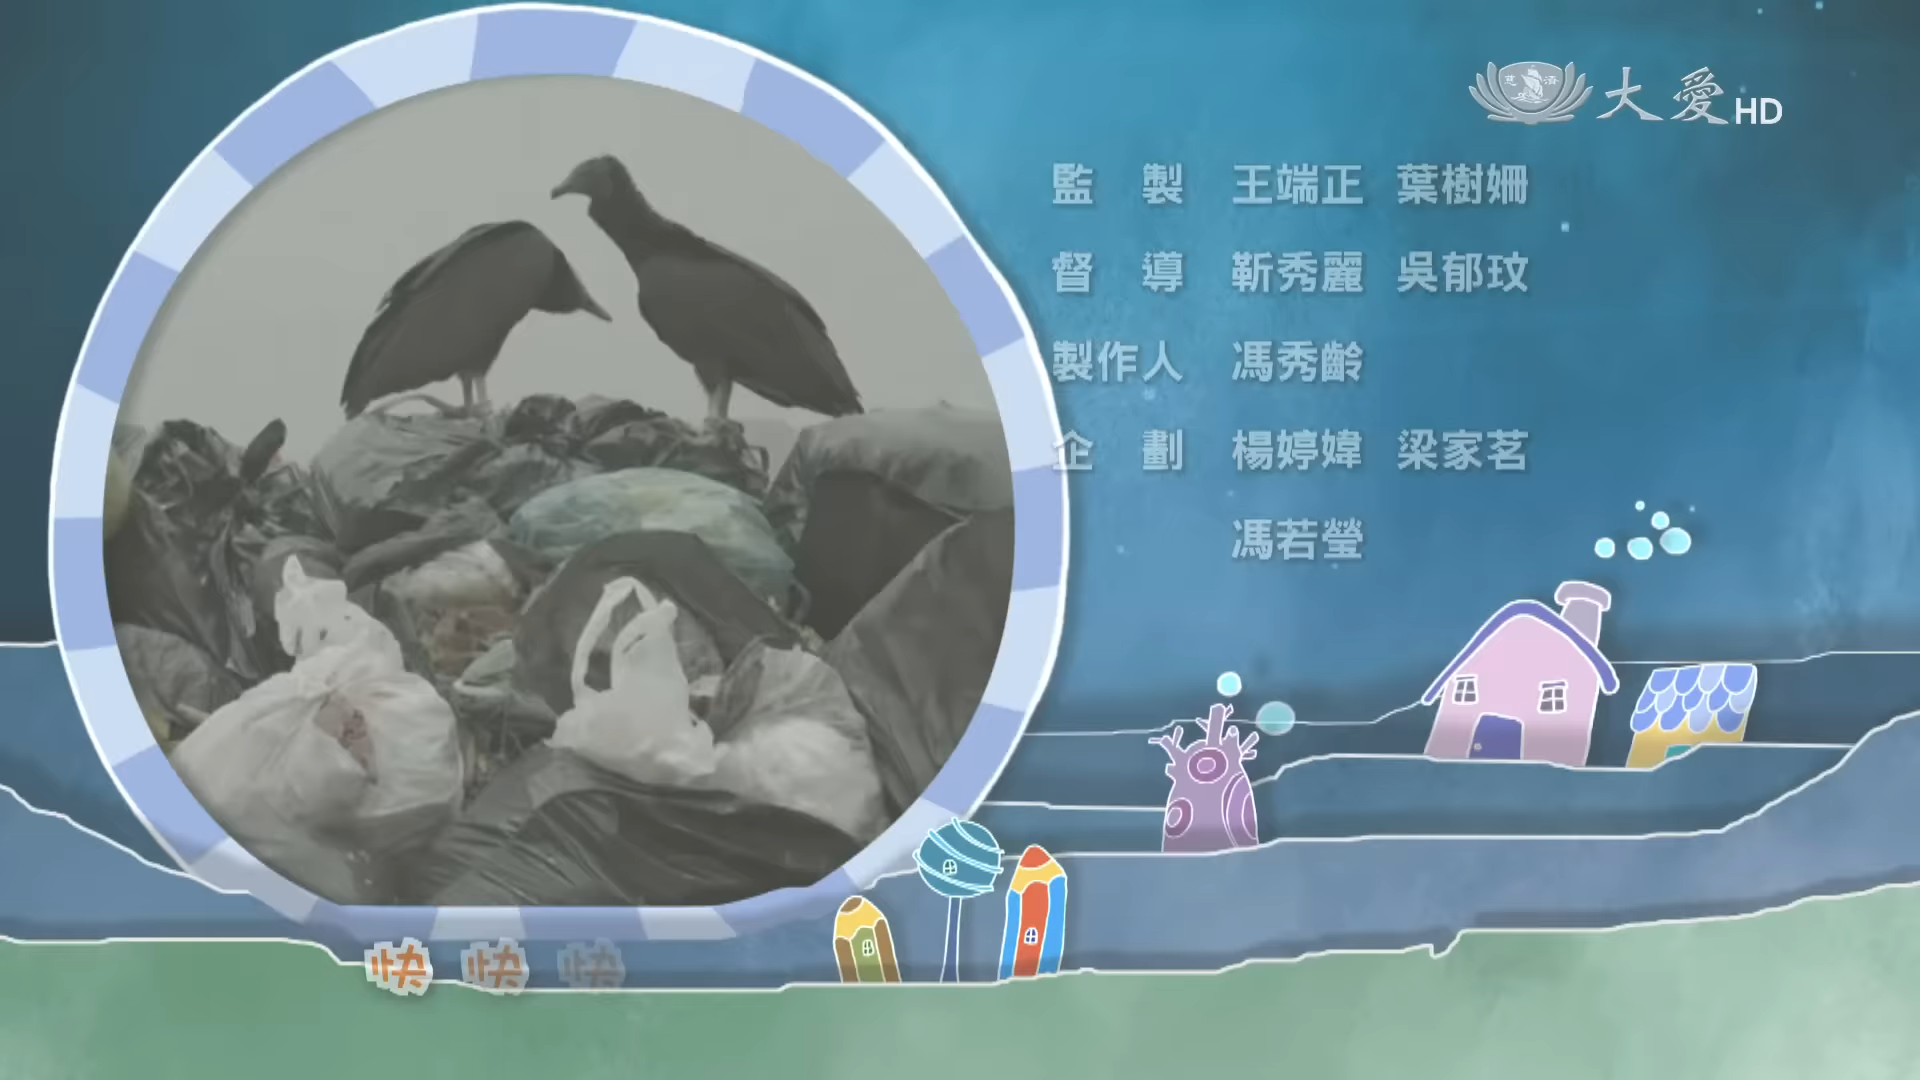 大愛HD
監 製 王端正 葉樹姍
督 導 靳秀麗 吳郁玟
製作人 馮秀齡
企 劃 楊婷媁 梁家茗
馮若瑩
快 快 快